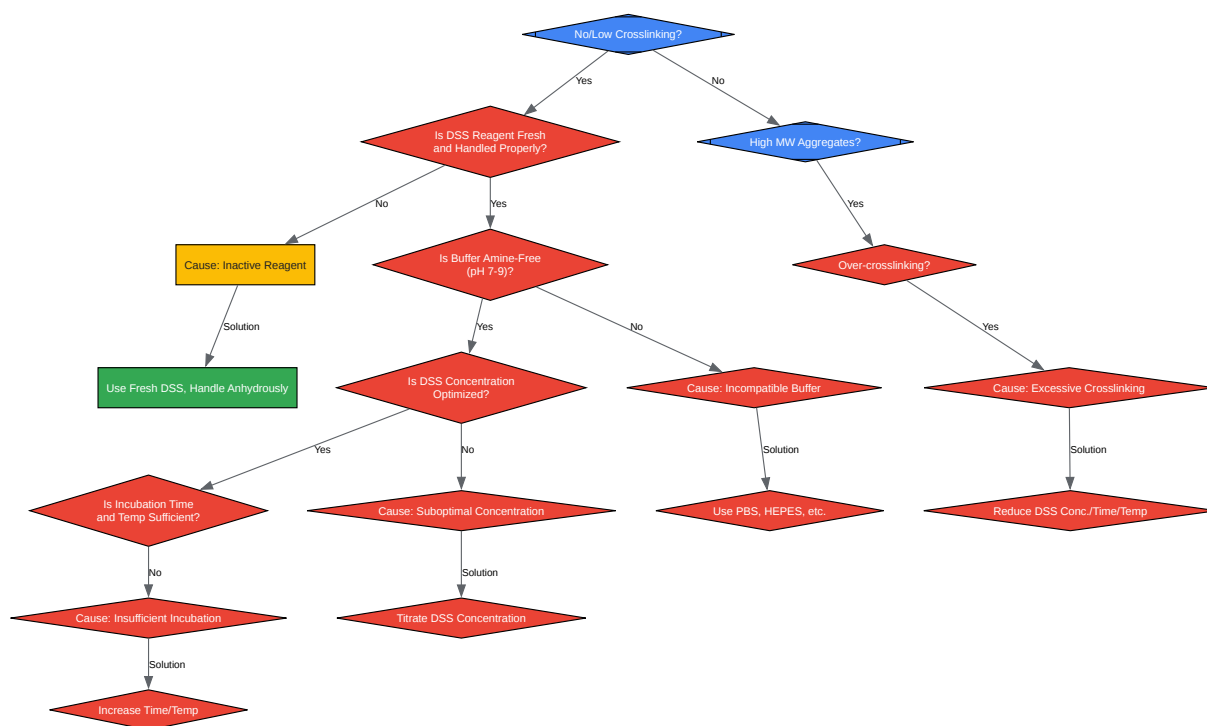 No/Low Crosslinking?
Yes
No
Is DSS Reagent Fresh
and Handled Properly?
High MW Aggregates?
No
Yes
Yes
Cause: Inactive Reagent
Is Buffer Amine-Free
(pH 7-9)?
Over-crosslinking?
Solution
Yes
No
Yes
Use Fresh DSS, Handle Anhydrously
Is DSS Concentration
Optimized?
Cause: Incompatible Buffer
Cause: Excessive Crosslinking
Yes
No
Solution
Solution
Is Incubation Time
and Temp Sufficient?
Cause: Suboptimal Concentration
Use PBS, HEPES, etc.
Reduce DSS Conc./Time/Temp
No
Solution
Cause: Insufficient Incubation
Titrate DSS Concentration
Solution
Increase Time/Temp